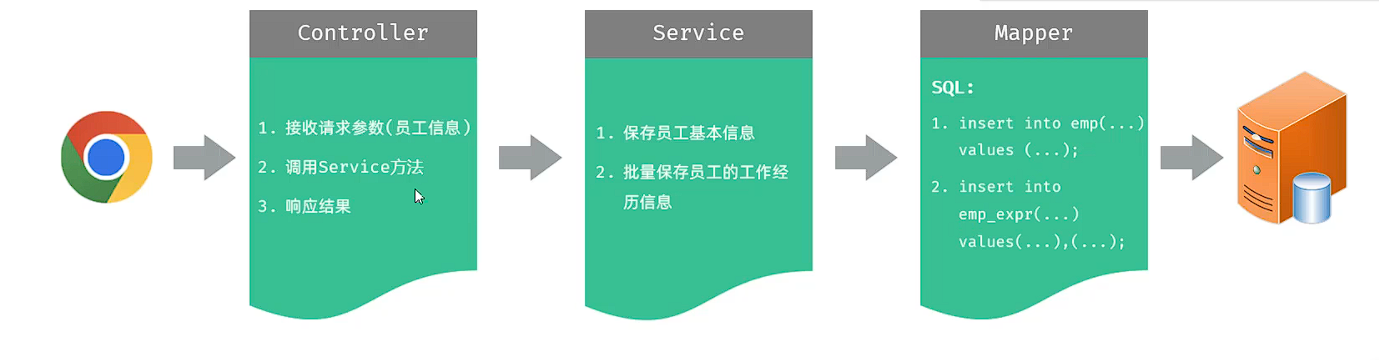 Controller
1. 接收请求参数(员工信息)
2. 调用Service方法
3. 响应结果
Service
1. 保存员工基本信息
2. 批量保存员工的工作经
历信息
Mapper
SQL:
1. insert into emp(...)
values (...);
2. insert into
emp_expr(...)
values(...),(...);